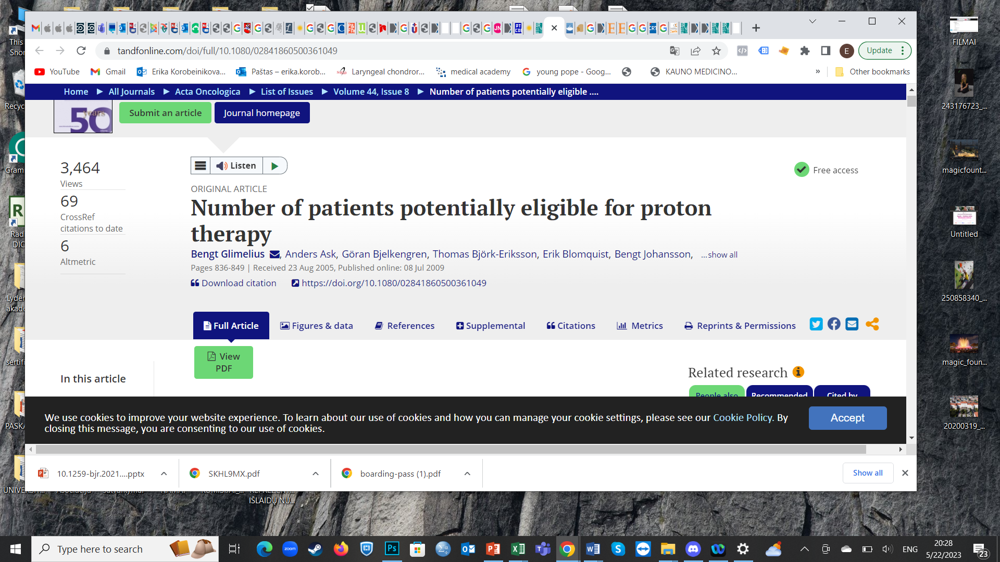 tandfonline.com/doi/full/10.1080/02841860500361049
E
Update
YouTube
Gmail
Erika Korobeinikova...
Paštas – erika.korob...
Laryngeal chondror...
medical academy
young pope - Goog...
KAUNO MEDICINO...
»
Other bookmarks
Home ▶ All Journals ▶ Acta Oncologica ▶ List of Issues ▶ Volume 44, Issue 8 ▶ Number of patients potentially eligible ....
50 years
Submit an article
Journal homepage
3,464
Views
69
CrossRef
citations to date
6
Altmetric
Listen
Free access
ORIGINAL ARTICLE
Number of patients potentially eligible for proton
therapy
Bengt Glimelius , Anders Ask, Göran Bjelkengren, Thomas Björk-Eriksson, Erik Blomquist, Bengt Johansson, ...show all
Pages 836-849 | Received 23 Aug 2005, Published online: 08 Jul 2009
Download citation
https://doi.org/10.1080/02841860500361049
Full Article
Figures & data
References
Supplemental
Citations
Metrics
Reprints & Permissions
View
PDF
In this article
Related research
People also
Recommended
Cited by
We use cookies to improve your website experience. To learn about our use of cookies and how you can manage your cookie settings, please see our Cookie Policy. By
closing this message, you are consenting to our use of cookies.
Accept
10.1259-bjr.2021....pptx
SKHL9MX.pdf
boarding-pass (1).pdf
Show all
This
Shor
Recyc
Gram
Rad
DIC
Lyder
akade
sertifi
PASKA
UNIVERSIT...
IŠLAIDŲ NU...
FILMAI
243176723_...
magicfount...
Untitled
250858340_...
magic_foun...
20200319_...
Type here to search
zoom
Ps
ENG
20:28
5/22/2023
23